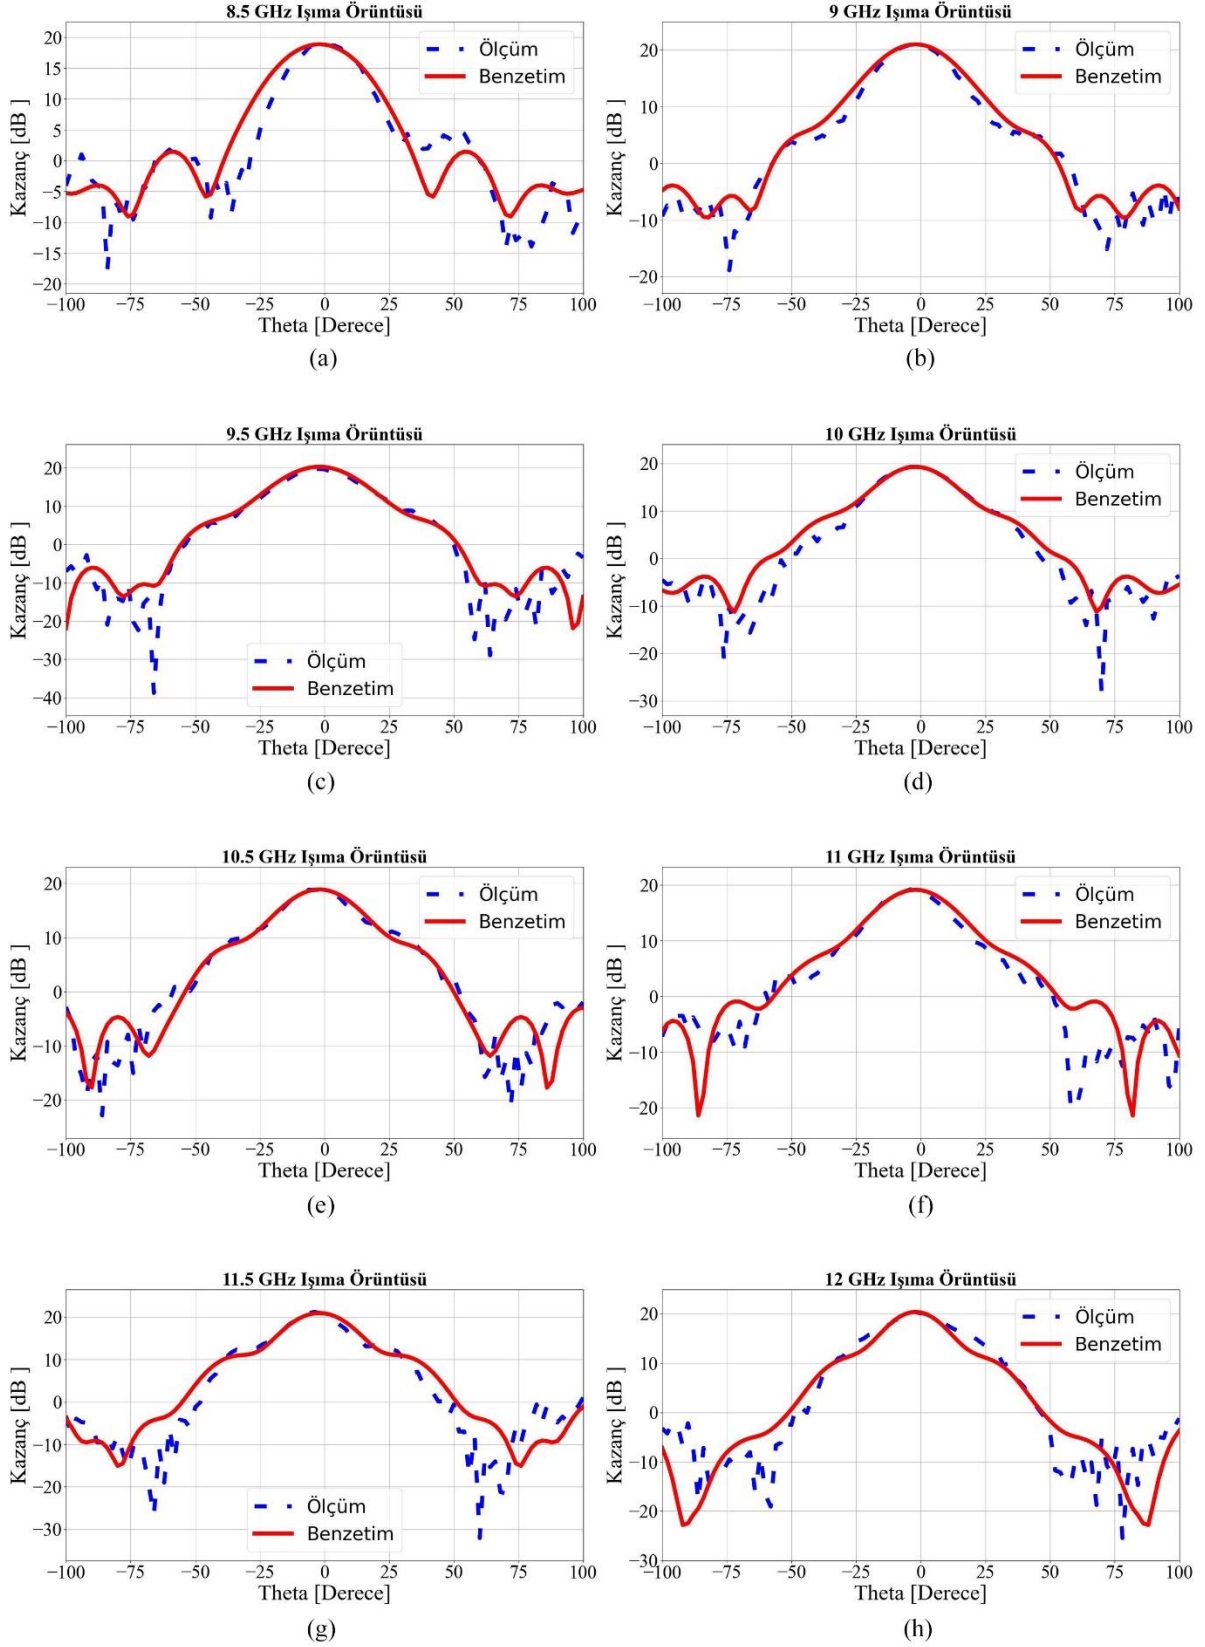 8.5 GHz Işıma Örüntüsü
Kazanç [dB ]
20
15
10
5
0
−5
−10
−15
−20
Ölçüm
Benzetim
−100 −75 −50 −25 0 25 50 75 100
Theta [Derece]
(a)
9 GHz Işıma Örüntüsü
Kazanç [dB ]
20
10
0
−10
−20
Ölçüm
Benzetim
−100 −75 −50 −25 0 25 50 75 100
Theta [Derece]
(b)
9.5 GHz Işıma Örüntüsü
Kazanç [dB ]
20
10
0
−10
−20
−30
−40
Ölçüm
Benzetim
−100 −75 −50 −25 0 25 50 75 100
Theta [Derece]
(c)
10 GHz Işıma Örüntüsü
Kazanç [dB ]
20
10
0
−10
−20
−30
Ölçüm
Benzetim
−100 −75 −50 −25 0 25 50 75 100
Theta [Derece]
(d)
10.5 GHz Işıma Örüntüsü
Kazanç [dB ]
20
10
0
−10
−20
Ölçüm
Benzetim
−100 −75 −50 −25 0 25 50 75 100
Theta [Derece]
(e)
11 GHz Işıma Örüntüsü
Kazanç [dB ]
20
10
0
−10
−20
Ölçüm
Benzetim
−100 −75 −50 −25 0 25 50 75 100
Theta [Derece]
(f)
11.5 GHz Işıma Örüntüsü
Kazanç [dB ]
20
10
0
−10
−20
−30
Ölçüm
Benzetim
−100 −75 −50 −25 0 25 50 75 100
Theta [Derece]
(g)
12 GHz Işıma Örüntüsü
Kazanç [dB ]
20
10
0
−10
−20
−30
Ölçüm
Benzetim
−100 −75 −50 −25 0 25 50 75 100
Theta [Derece]
(h)